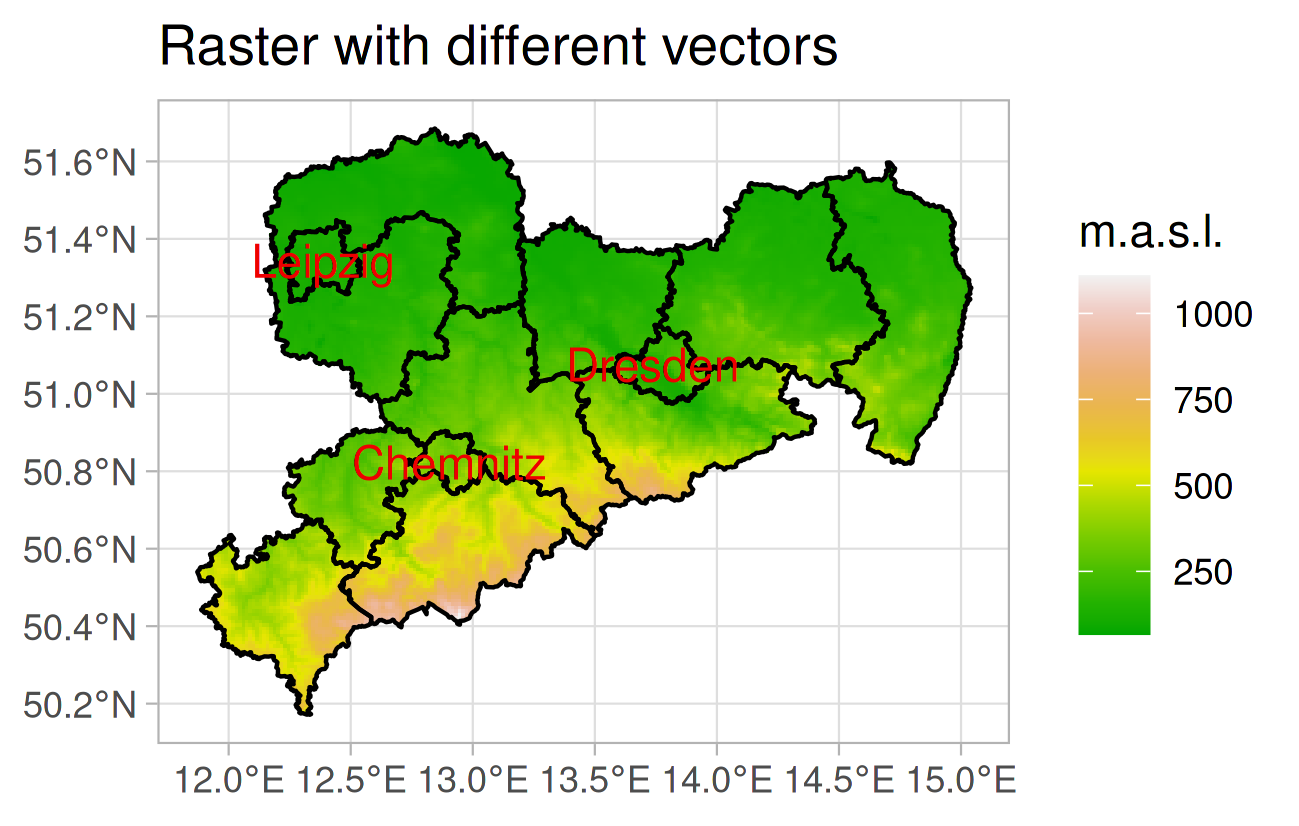 Raster with different vectors
51.6°N
51.4°N
51.2°N
51.0°N
50.8°N
50.6°N
50.4°N
50.2°N
Leipzig
Dresden
Chemnitz
12.0°E 12.5°E 13.0°E 13.5°E 14.0°E 14.5°E 15.0°E
m.a.s.l.
1000
750
500
250